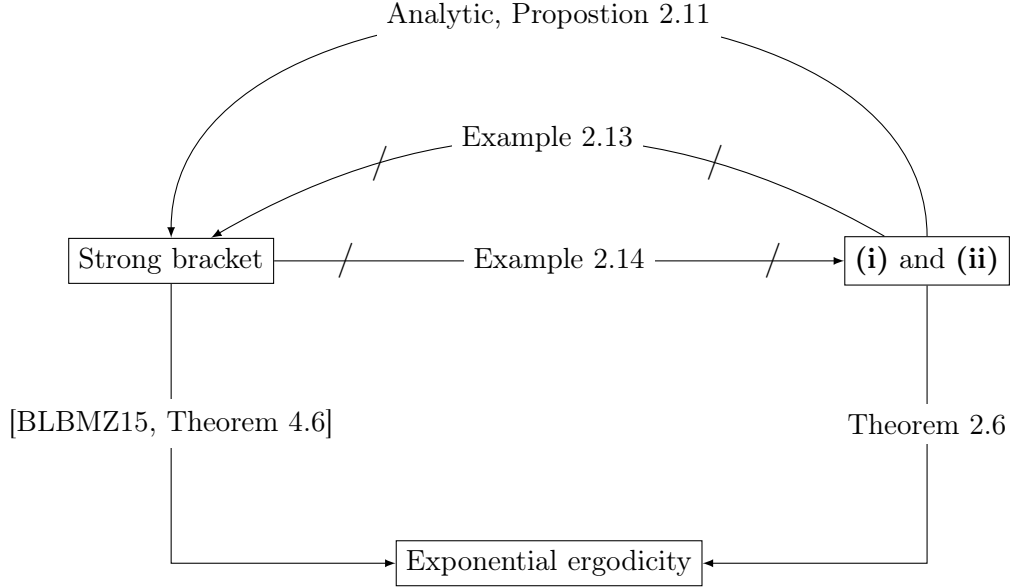 Analytic, Propostion 2.11
Example 2.13
Strong bracket
Example 2.14
(i) and (ii)
[BLBMZ15, Theorem 4.6]
Theorem 2.6
Exponential ergodicity